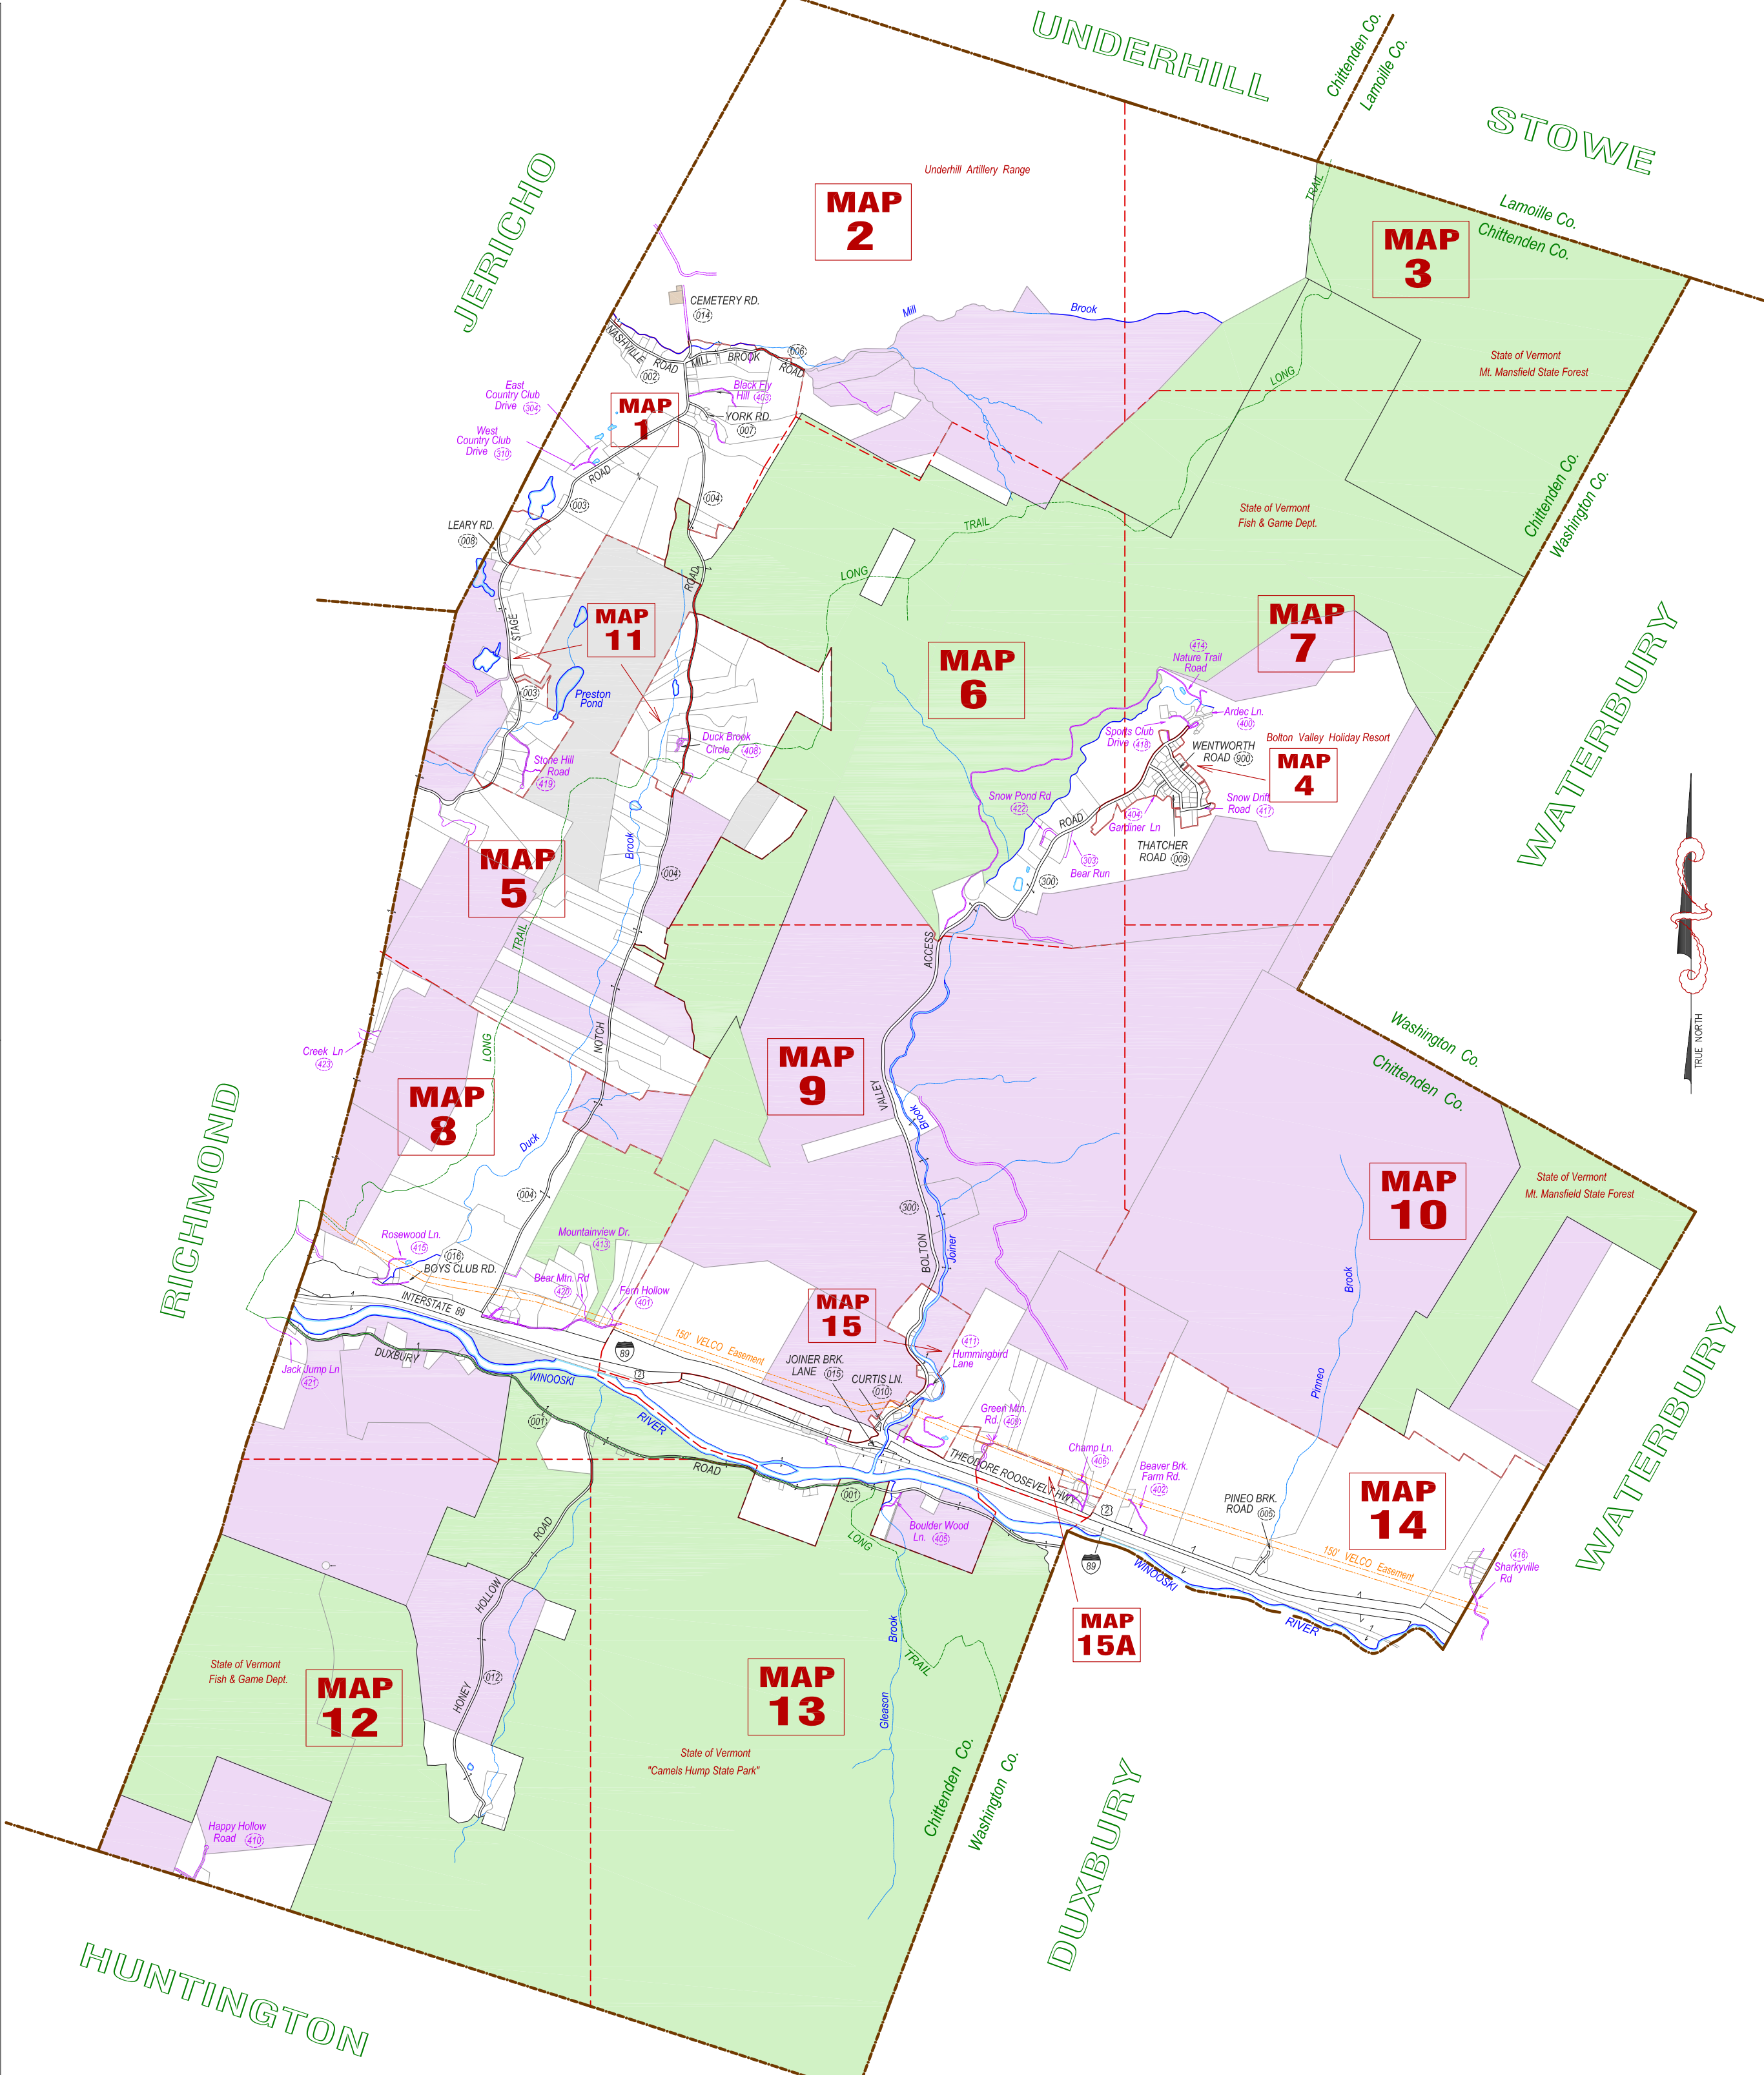 UNDERHILL
Chittenden Co.
Lamoille Co.
STOWE
JERICHO
Underhill Artillery Range
MAP
2
Lamoille Co.
Chittenden Co.
MAP
3
TRAIL
CEMETERY RD.
014
Mill
Brook
NASHVILLE
ROAD
002
MILL
BROOK
ROAD
006
State of Vermont
Mt. Mansfield State Forest
East
Country Club
Drive 304
Black Fly
Hill 403
LONG
MAP
1
YORK RD.
007
West
Country Club
Drive 310
ROAD
003
004
LEARY RD.
008
TRAIL
State of Vermont
Fish & Game Dept.
Chittenden Co.
Washington Co.
LONG
ROAD
STAGE
MAP
11
MAP
7
MAP
6
414
Nature Trail
Road
WATERBURY
003
Preston
Pond
Ardec Ln.
400
Duck Brook
Circle 408
Sports Club
Drive 418
Bolton Valley Holiday Resort
WENTWORTH
ROAD 900
MAP
4
Stone Hill
Road
419
Snow Pond Rd
422
Snow Drift
Road 417
ROAD
404
Gardiner Ln
THATCHER
ROAD 009
303
Bear Run
Brook
MAP
5
004
300
TRAIL
ACCESS
TRUE NORTH
Creek Ln
423
LONG
NOTCH
MAP
9
Washington Co.
Chittenden Co.
MAP
8
VALLEY
Brook
RICHMOND
Duck
004
MAP
10
State of Vermont
Mt. Mansfield State Forest
300
Rosewood Ln.
415
016
BOYS CLUB RD.
Mountainview Dr.
413
BOLTON
Joiner
Brook
Bear Mtn. Rd
420
Fern Hollow
401
INTERSTATE 89
MAP
15
150' VELCO Easement
89
2
411
Hummingbird
Lane
DUXBURY
JOINER BRK.
LANE 015
CURTIS LN.
010
Jack Jump Ln
421
WINOOSKI
Pinneo
WATERBURY
001
RIVER
Green Mtn.
Rd. 409
Champ Ln.
406
THEODORE ROOSEVELT HWY
Beaver Brk.
Farm Rd.
402
ROAD
001
2
PINEO BRK.
ROAD 005
MAP
14
HOLLOW
ROAD
LONG
Boulder Wood
Ln. 405
89
WINOOSKI
150' VELCO Easement
416
Sharkyville
Rd
RIVER
MAP
15A
Brook
TRAIL
State of Vermont
Fish & Game Dept.
MAP
12
HONEY
012
MAP
13
Gleason
State of Vermont
"Camels Hump State Park"
Chittenden Co.
Washington Co.
DUXBURY
Happy Hollow
Road 410
HUNTINGTON